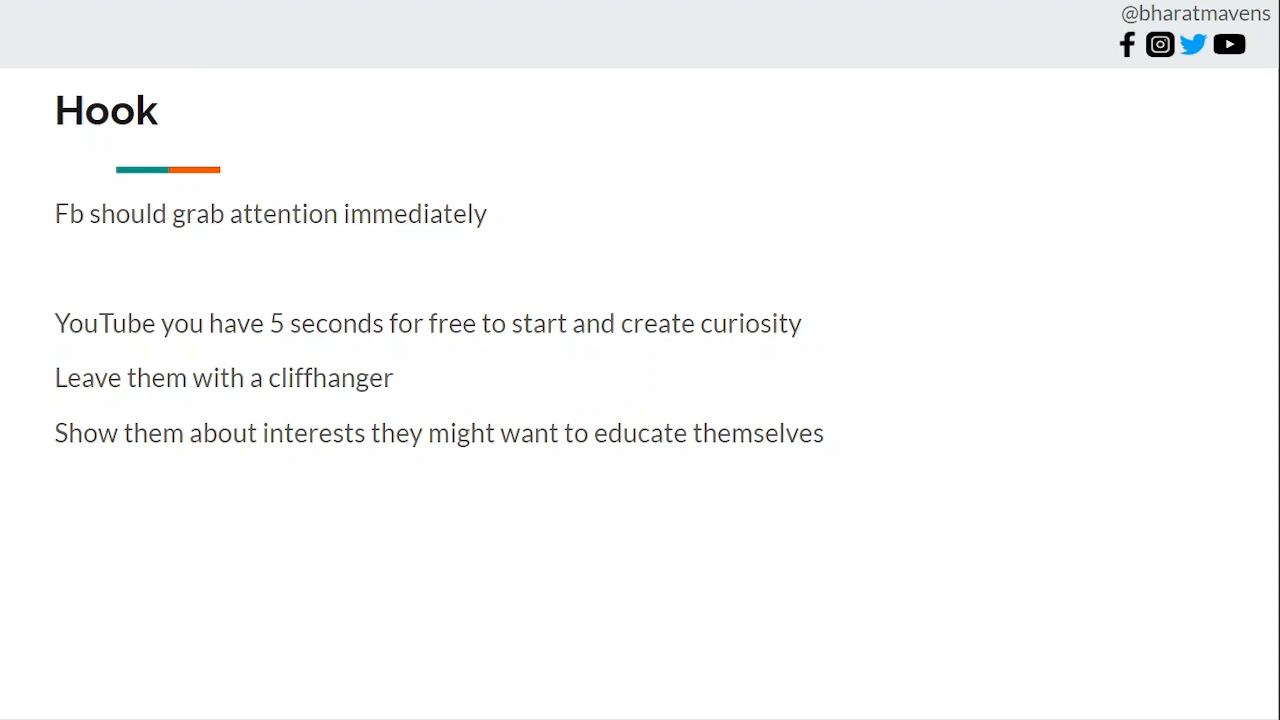 @bharatmavens
Hook
Fb should grab attention immediately
YouTube you have 5 seconds for free to start and create curiosity
Leave them with a cliffhanger
Show them about interests they might want to educate themselves